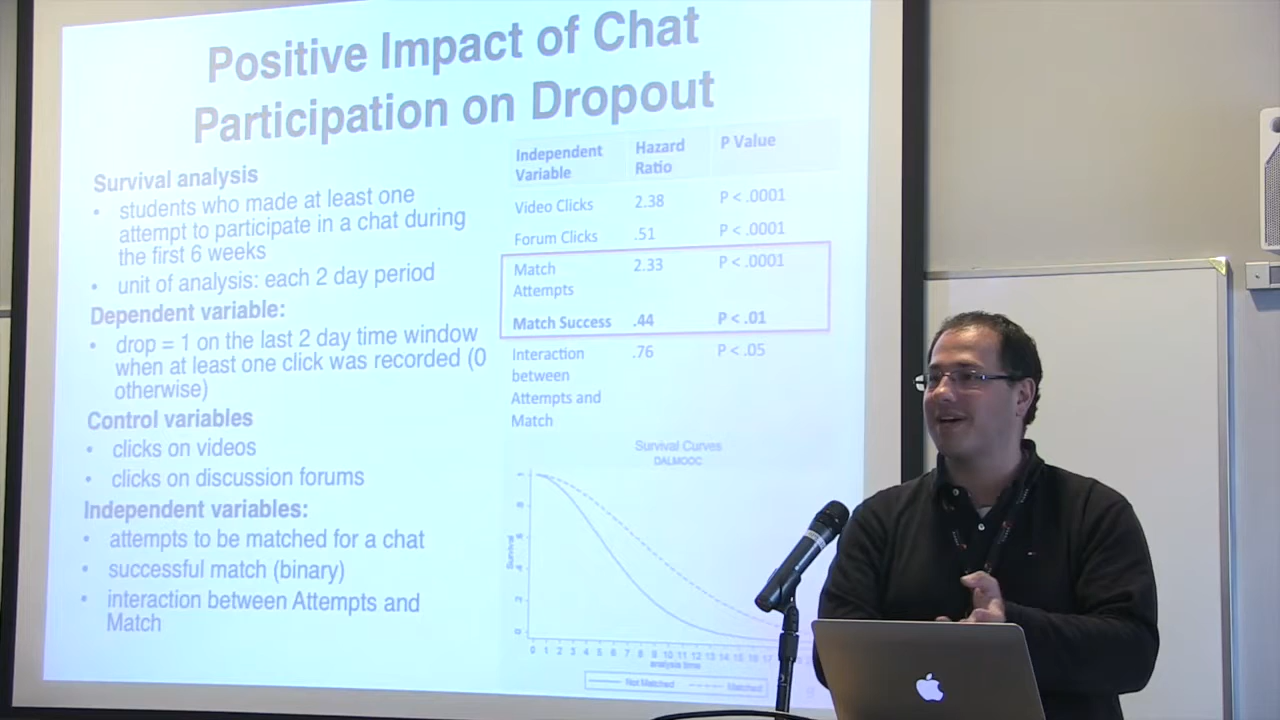 Positive Impact of Chat
Participation on Dropout
Survival analysis
• students who made at least one
attempt to participate in a chat during
the first 6 weeks
• unit of analysis: each 2 day period
Dependent variable:
• drop = 1 on the last 2 day time window
when at least one click was recorded (0
otherwise)
Control variables
• clicks on videos
• clicks on discussion forums
Independent variables:
• attempts to be matched for a chat
• successful match (binary)
• interaction between Attempts and
Match
Independent Variable Hazard Ratio P Value
Video Clicks 2.38 P < .0001
Forum Clicks .51 P < .0001
Match Attempts 2.33 P < .0001
Match Success .44 P < .01
Interaction between Attempts and Match .76 P < .05
Survival Curves
DALMOOC
Survival
0 1 2 3 4 5 6 7 8 9 10 11 12 13 14 15 16 17
analysis time
Not Matched Matched